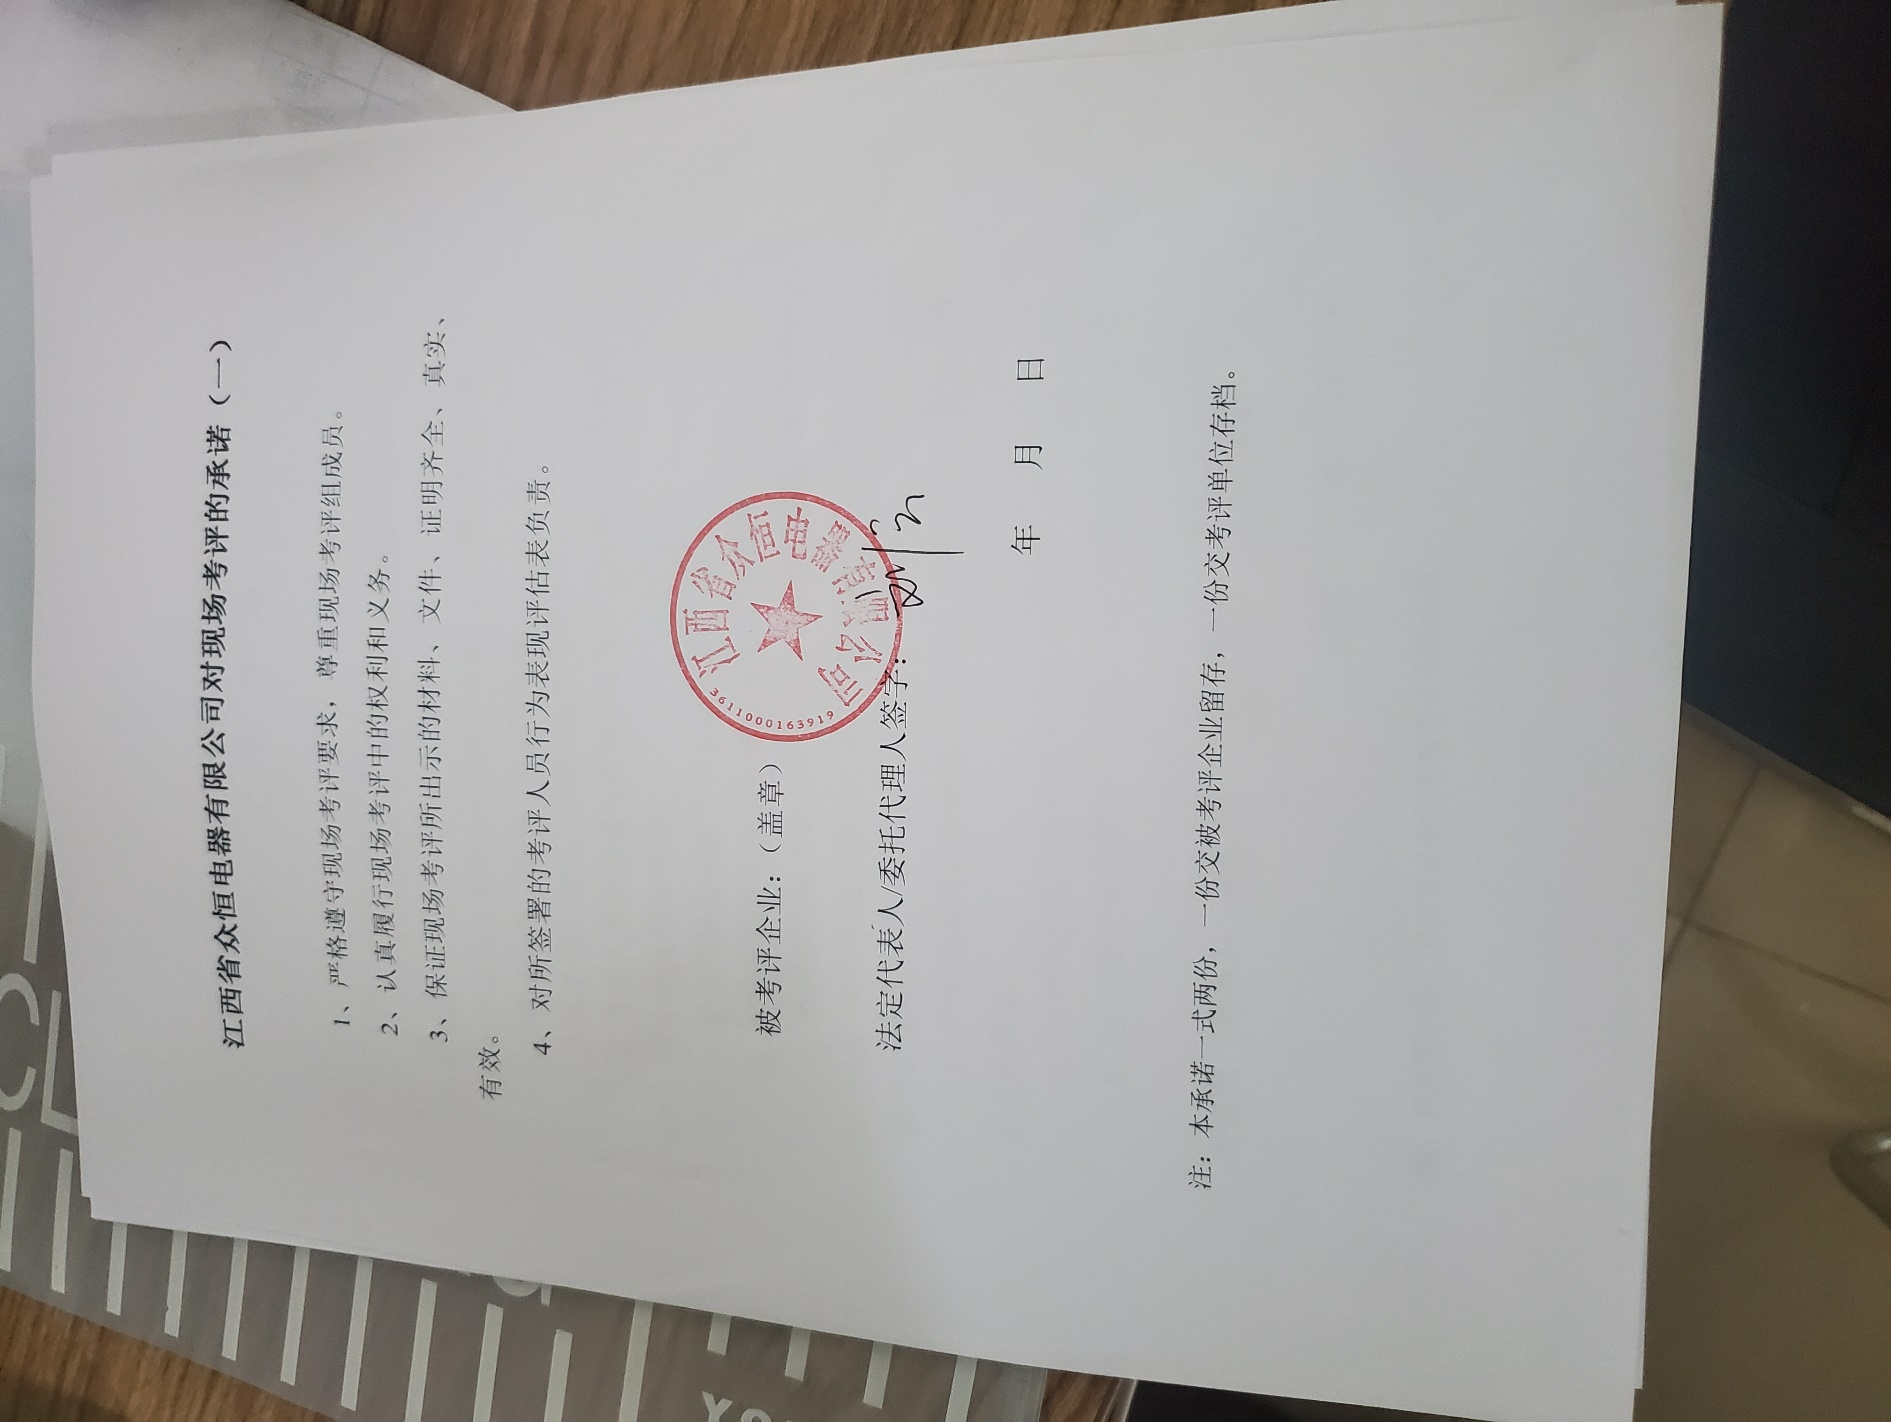 江西省众恒电器有限公司对现场考评的承诺（一）
1、严格遵守现场考评要求，尊重现场考评组成员。
2、认真履行现场考评中的权利和义务。
3、保证现场考评所出示的材料、文件、证明齐全、真实、
有效。
4、对所签署的考评人员行为表现评估表负责。
被考评企业：（盖章）
江西省众恒电器有限公司
3611000163919
法定代表人/委托代理人签字：
年 月 日
注：本承诺一式两份，一份交被考评企业留存，一份交考评单位存档。